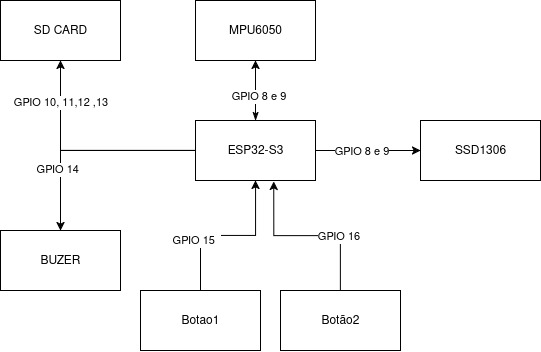 SD CARD
MPU6050
GPIO 10, 11,12 ,13
GPIO 8 e 9
ESP32-S3
GPIO 8 e 9
SSD1306
GPIO 14
BUZER
GPIO 15
GPIO 16
Botao1
Botão2